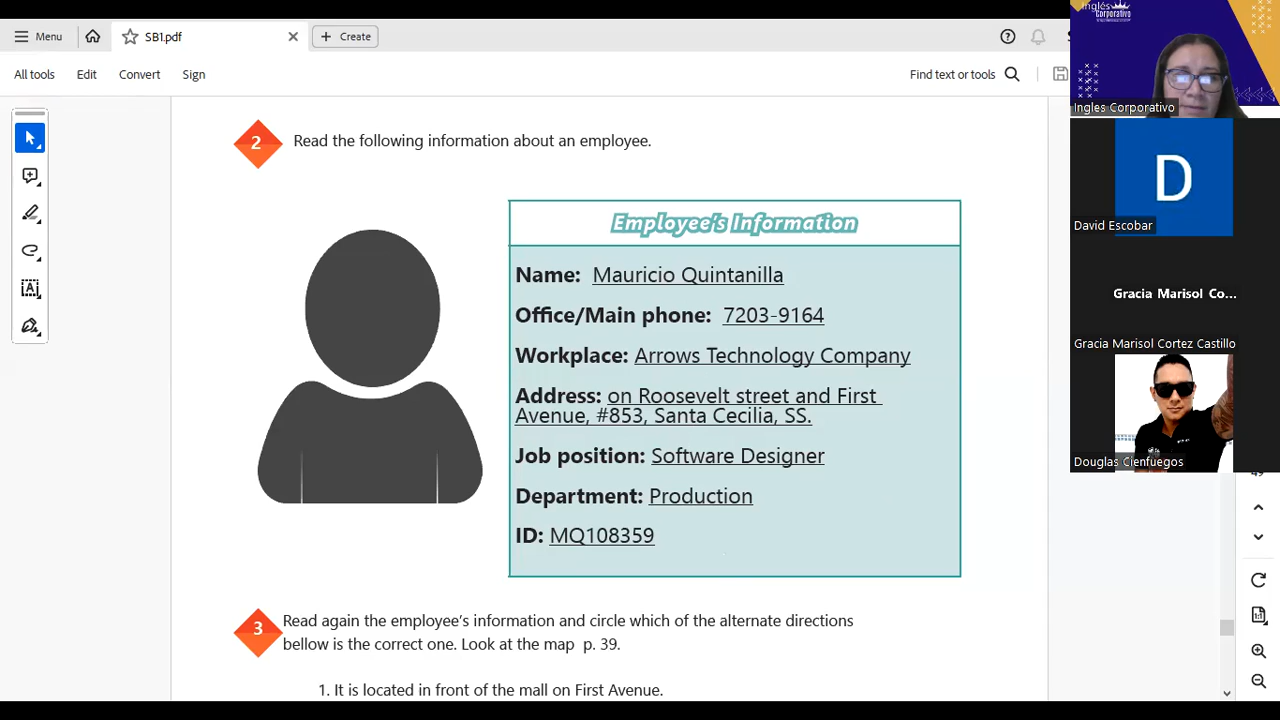 Menu
SB1.pdf
Create
All tools
Edit
Convert
Sign
Find text or tools
2
Read the following information about an employee.
Employee's Information
Name: Mauricio Quintanilla
Office/Main phone: 7203-9164
Workplace: Arrows Technology Company
Address: on Roosevelt street and First
Avenue, #853, Santa Cecilia, SS.
Job position: Software Designer
Department: Production
ID: MQ108359
3
Read again the employee's information and circle which of the alternate directions
bellow is the correct one. Look at the map p. 39.
1. It is located in front of the mall on First Avenue.
Inglés
Corporativo
Ingles Corporativo
D
David Escobar
Gracia Marisol Co...
Gracia Marisol Cortez Castillo
Douglas Cienfuegos